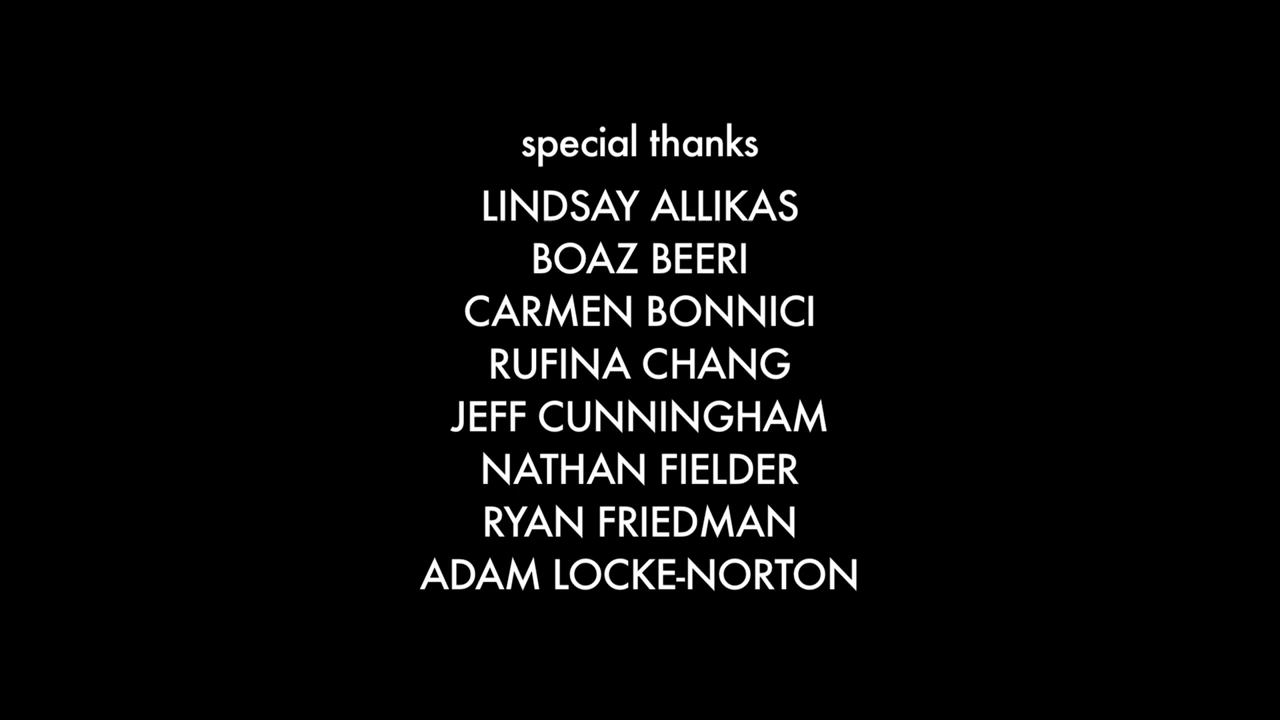 special thanks
LINDSAY ALLIKAS
BOAZ BEERI
CARMEN BONNICI
RUFINA CHANG
JEFF CUNNINGHAM
NATHAN FIELDER
RYAN FRIEDMAN
ADAM LOCKE-NORTON